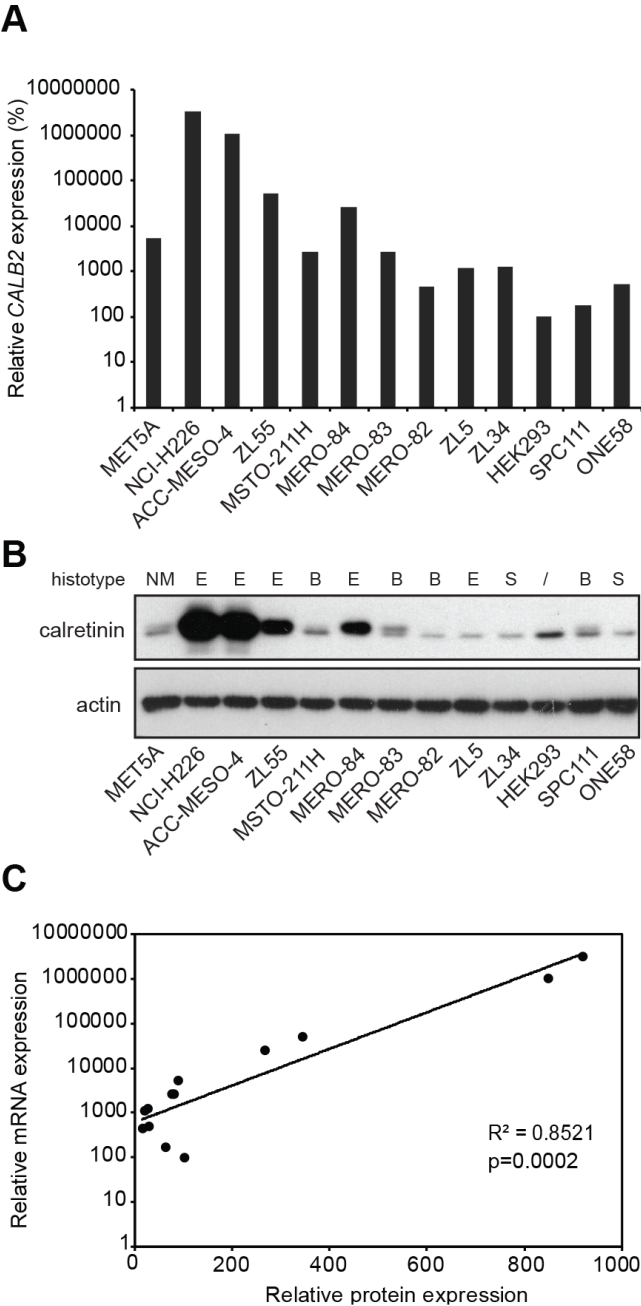 A
Relative CALB2 expression (%)
10000000
1000000
100000
10000
1000
100
10
1
MET5A
NCI-H226
ACC-MESO-4
ZL55
MSTO-211H
MERO-84
MERO-83
MERO-82
ZL5
ZL34
HEK293
SPC111
ONE58
B
histotype NM E E E B E B B E S / B S
calretinin
actin
MET5A
NCI-H226
ACC-MESO-4
ZL55
MSTO-211H
MERO-84
MERO-83
MERO-82
ZL5
ZL34
HEK293
SPC111
ONE58
C
Relative mRNA expression
10000000
1000000
100000
10000
1000
100
10
1
R² = 0.8521
p=0.0002
0 200 400 600 800 1000
Relative protein expression